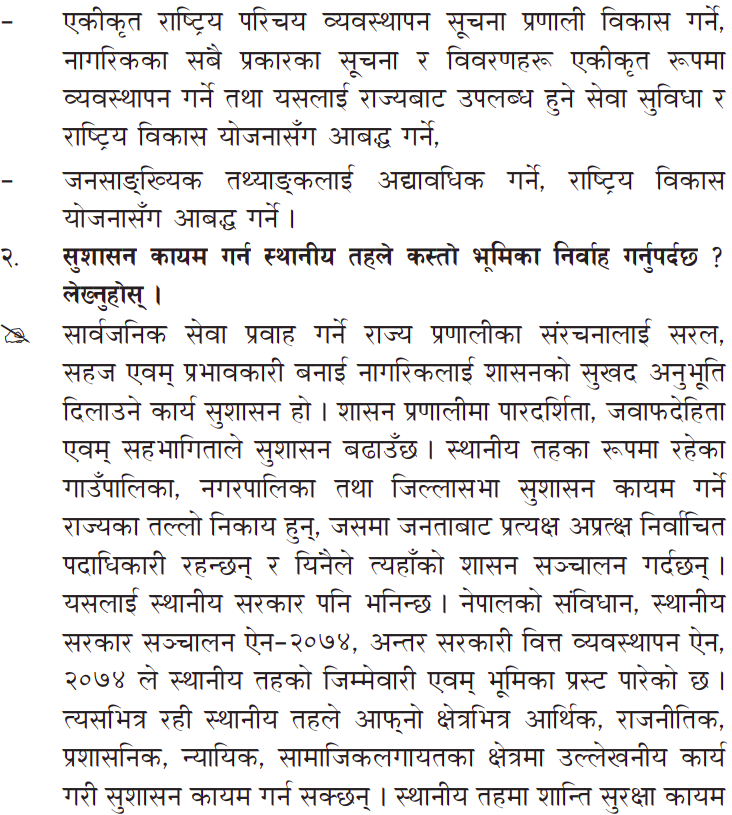 – एकीकृत राष्ट्रिय परिचय व्यवस्थापन सूचना प्रणाली विकास गर्ने,
नागरिकका सबै प्रकारका सूचना र विवरणहरू एकीकृत रूपमा
व्यवस्थापन गर्ने तथा यसलाई राज्यबाट उपलब्ध हुने सेवा सुविधा र
राष्ट्रिय विकास योजनासँग आबद्ध गर्ने,
– जनसाङ्ख्यिक तथ्याङ्कलाई अद्यावधिक गर्ने, राष्ट्रिय विकास
योजनासँग आबद्ध गर्ने ।
२. सुशासन कायम गर्न स्थानीय तहले कस्तो भूमिका निर्वाह गर्नुपर्दछ ?
लेख्नुहोस् ।
सार्वजनिक सेवा प्रवाह गर्ने राज्य प्रणालीका संरचनालाई सरल,
सहज एवम् प्रभावकारी बनाई नागरिकलाई शासनको सुखद अनुभूति
दिलाउने कार्य सुशासन हो । शासन प्रणालीमा पारदर्शिता, जवाफदेहिता
एवम् सहभागिताले सुशासन बढाउँछ । स्थानीय तहका रूपमा रहेका
गाउँपालिका, नगरपालिका तथा जिल्लासभा सुशासन कायम गर्ने
राज्यका तल्लो निकाय हुन्, जसमा जनताबाट प्रत्यक्ष अप्रत्क्ष निर्वाचित
पदाधिकारी रहन्छन् र यिनैले त्यहाँको शासन सञ्चालन गर्दछन् ।
यसलाई स्थानीय सरकार पनि भनिन्छ । नेपालको संविधान, स्थानीय
सरकार सञ्चालन ऐन–२०७४, अन्तर सरकारी वित्त व्यवस्थापन ऐन,
२०७४ ले स्थानीय तहको जिम्मेवारी एवम् भूमिका प्रस्ट पारेको छ ।
त्यसभित्र रही स्थानीय तहले आफ्नो क्षेत्रभित्र आर्थिक, राजनीतिक,
प्रशासनिक, न्यायिक, सामाजिकलगायतका क्षेत्रमा उल्लेखनीय कार्य
गरी सुशासन कायम गर्न सक्छन् । स्थानीय तहमा शान्ति सुरक्षा कायम